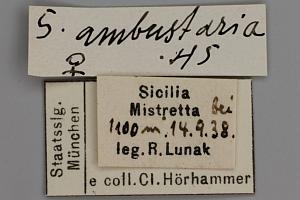 S. ambustaria
♀ HS
Staatsslg.
München
Sicilia
Mistretta bei
1100 m. 14.9.38.
leg. R. Lunak
e coll. Cl. Hörhammer